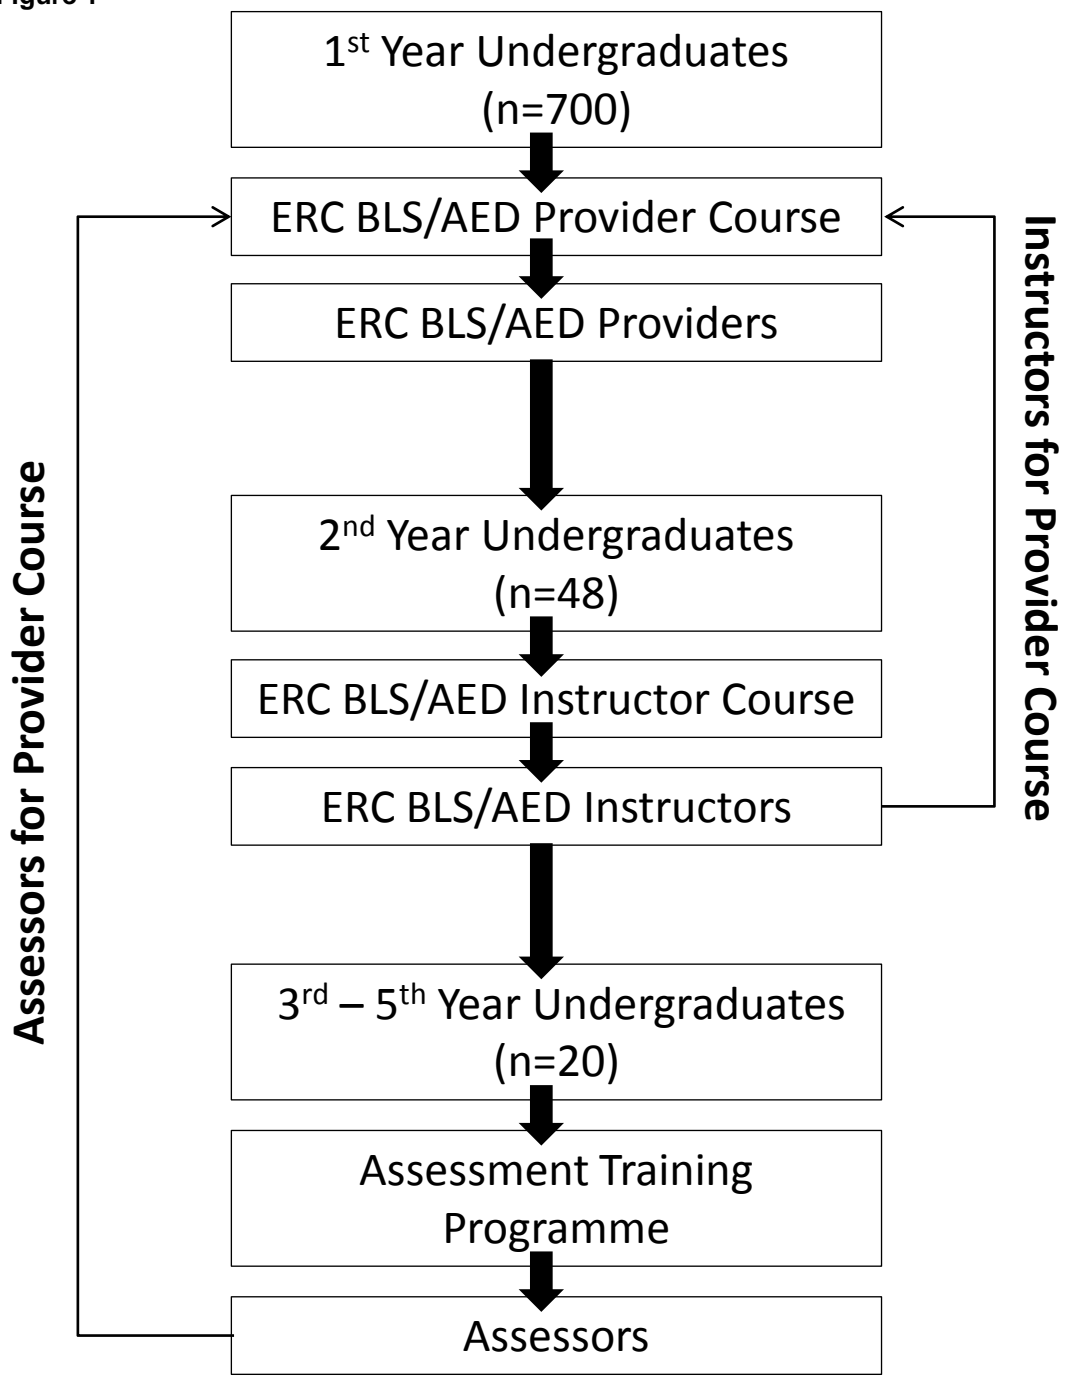 1st Year Undergraduates
(n=700)
ERC BLS/AED Provider Course
ERC BLS/AED Providers
2nd Year Undergraduates
(n=48)
ERC BLS/AED Instructor Course
ERC BLS/AED Instructors
3rd – 5th Year Undergraduates
(n=20)
Assessment Training
Programme
Assessors
Assessors for Provider Course
Instructors for Provider Course